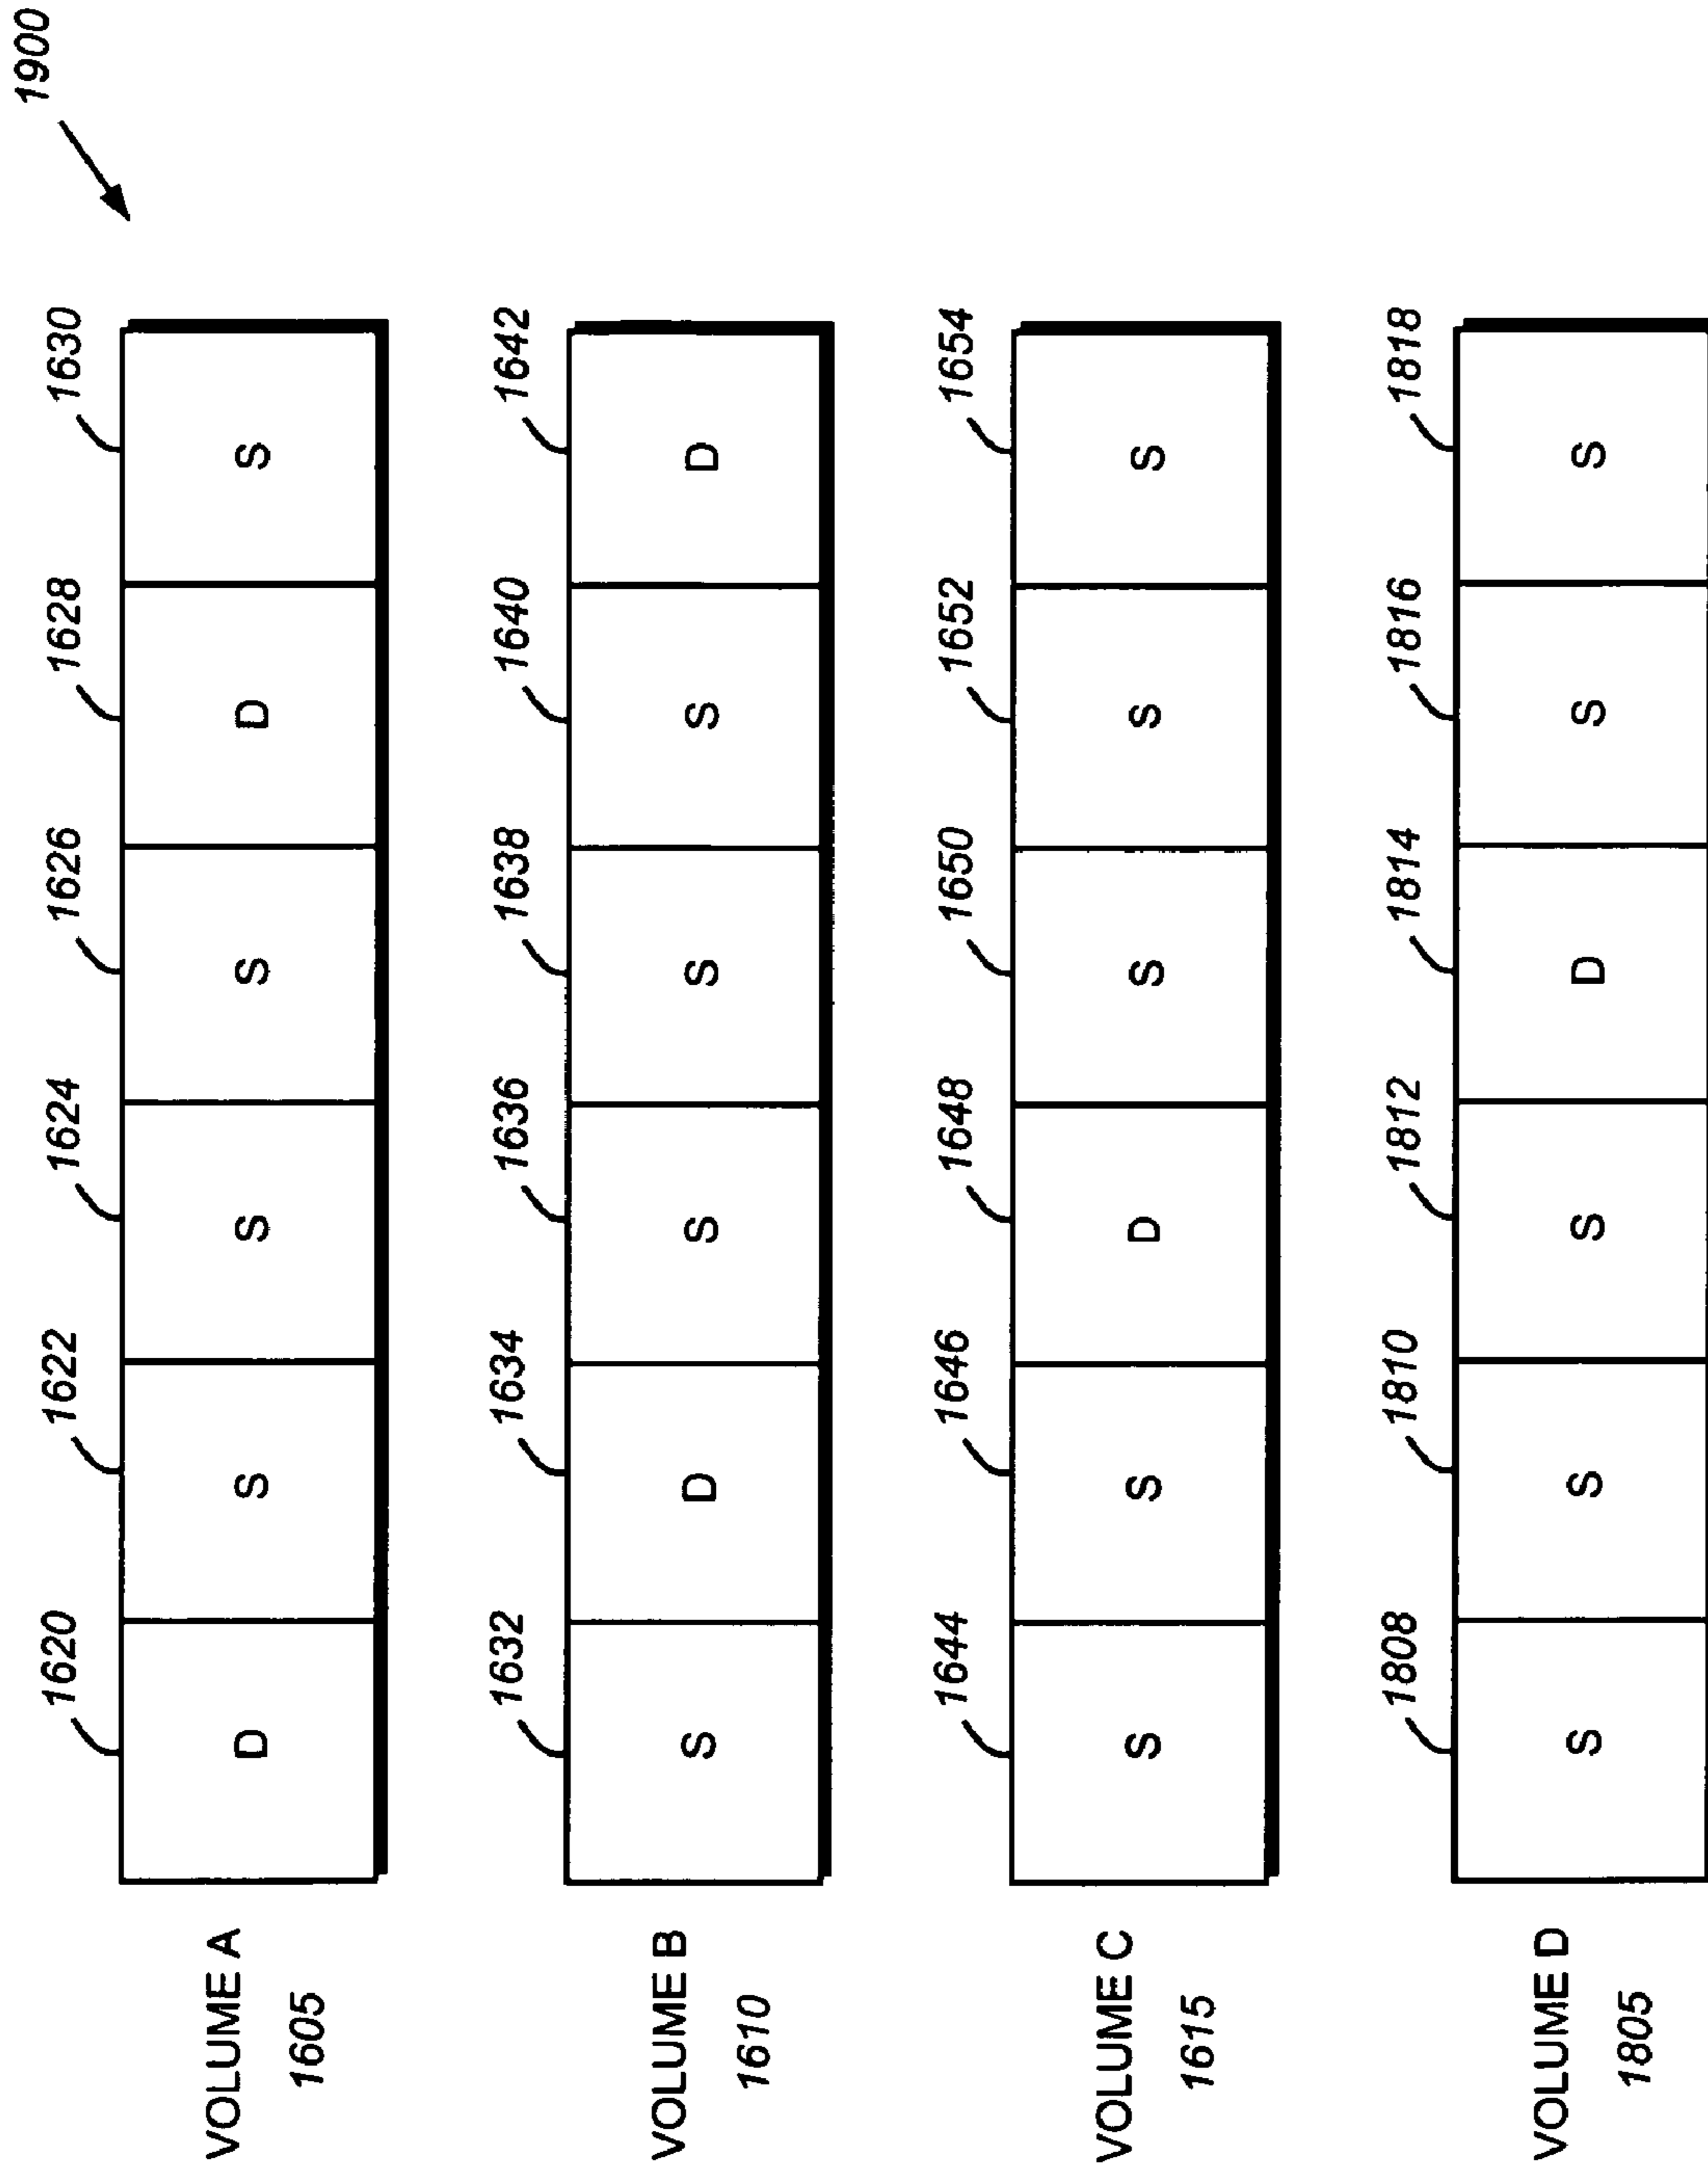 1900
1620 1622 1624 1626 1628 1630
VOLUME A D S S S D S
1605
1632 1634 1636 1638 1640 1642
VOLUME B S D S S S D
1610
1644 1646 1648 1650 1652 1654
VOLUME C S S D S S S
1615
1808 1810 1812 1814 1816 1818
VOLUME D S S S D S S
1805